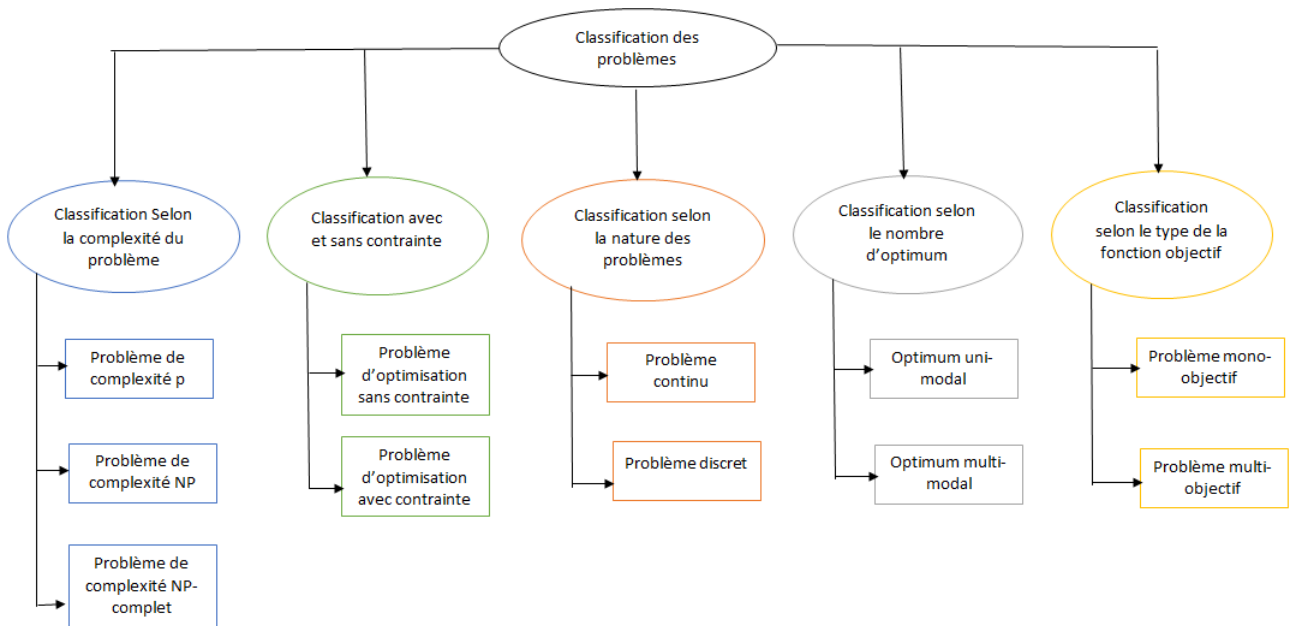 Classification des
problèmes
Classification Selon
la complexité du
problème
Classification avec
et sans contrainte
Classification selon
la nature des
problèmes
Classification selon
le nombre
d’optimum
Classification
selon le type de la
fonction objectif
Problème de
complexité p
Problème de
complexité NP
Problème de
complexité NP-
complet
Problème
d’optimisation
sans contrainte
Problème
d’optimisation
avec contrainte
Problème
continu
Problème discret
Optimum uni-
modal
Optimum multi-
modal
Problème mono-
objectif
Problème multi-
objectif